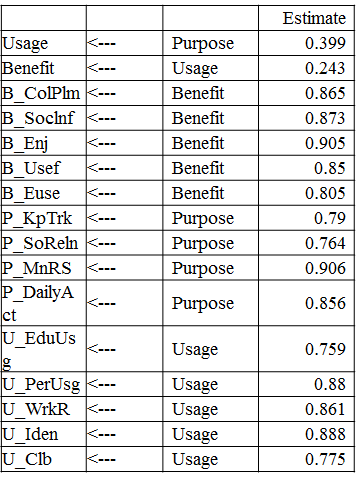 Estimate
Usage <--- Purpose 0.399
Benefit <--- Usage 0.243
B_ColPlm <--- Benefit 0.865
B_SocInf <--- Benefit 0.873
B_Enj <--- Benefit 0.905
B_Usef <--- Benefit 0.85
B_Euse <--- Benefit 0.805
P_KpTrk <--- Purpose 0.79
P_SoReln <--- Purpose 0.764
P_MnRS <--- Purpose 0.906
P_DailyA
ct <--- Purpose 0.856
U_EduUs
g <--- Usage 0.759
U_PerUsg <--- Usage 0.88
U_WrkR <--- Usage 0.861
U_Iden <--- Usage 0.888
U_Clb <--- Usage 0.775